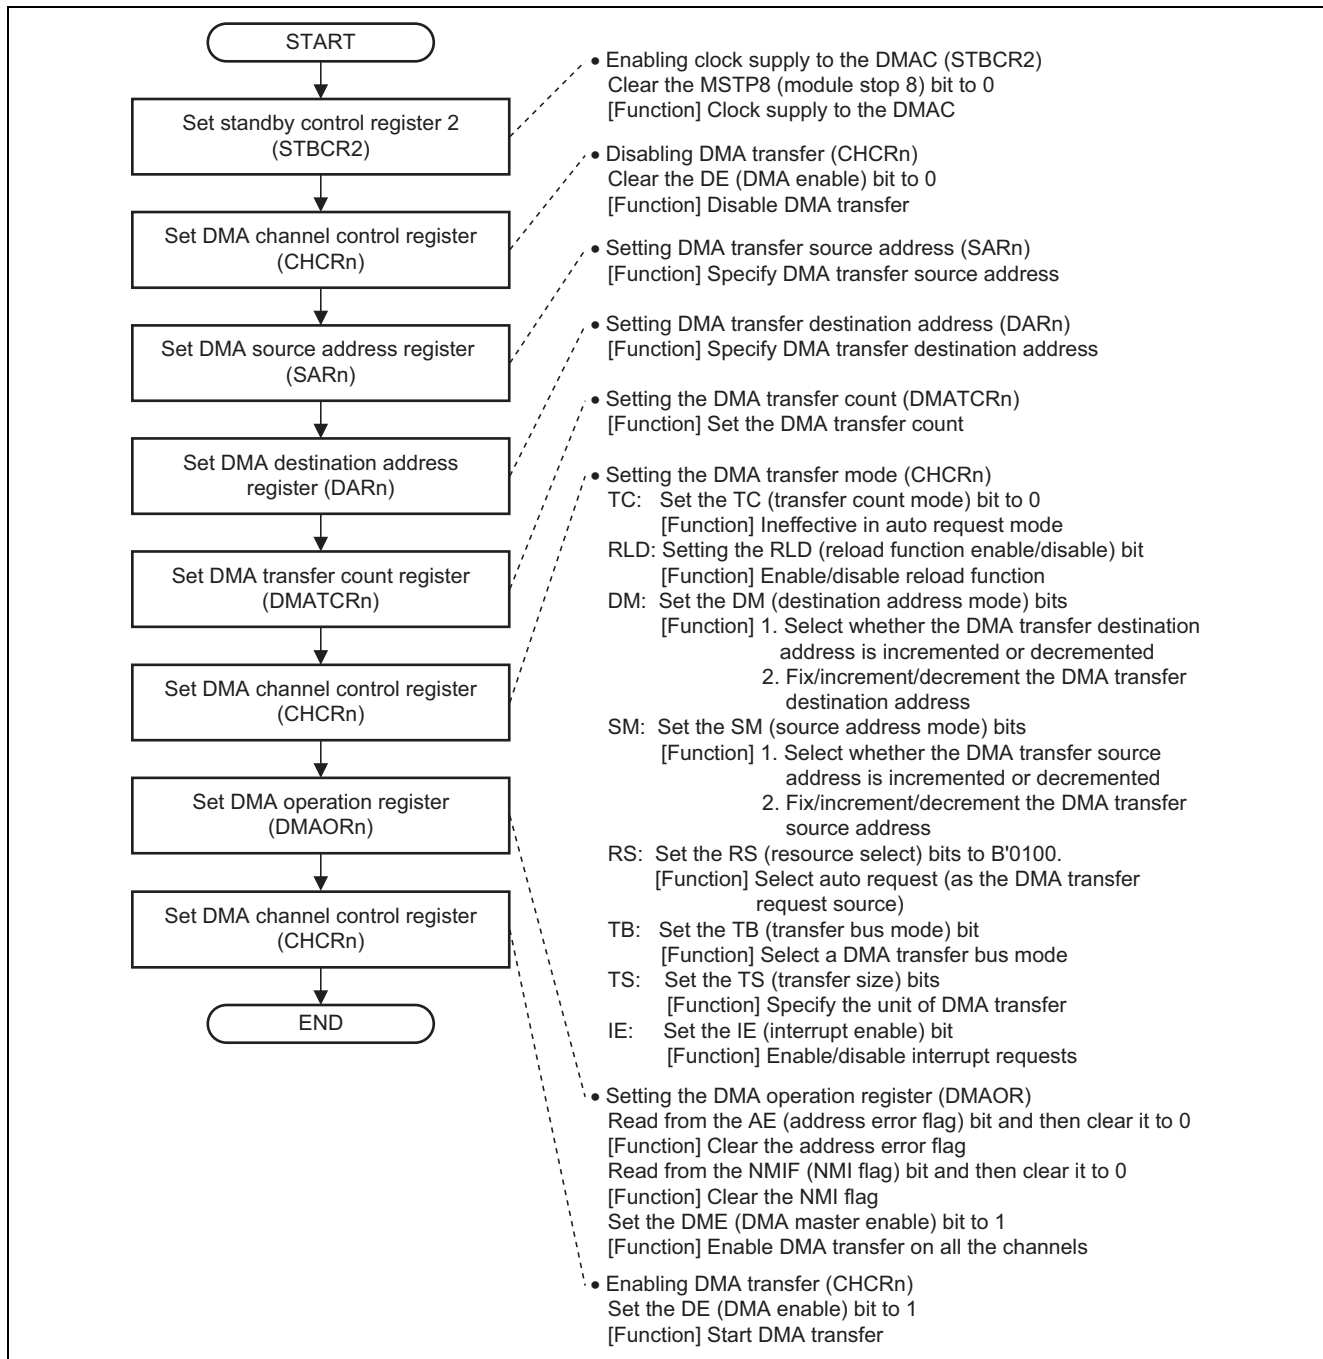 START
Set standby control register 2
(STBCR2)
Set DMA channel control register
(CHCRn)
Set DMA source address register
(SARn)
Set DMA destination address
register (DARn)
Set DMA transfer count register
(DMATCRn)
Set DMA channel control register
(CHCRn)
Set DMA operation register
(DMAORn)
Set DMA channel control register
(CHCRn)
END
• Enabling clock supply to the DMAC (STBCR2)
Clear the MSTP8 (module stop 8) bit to 0
[Function] Clock supply to the DMAC
• Disabling DMA transfer (CHCRn)
Clear the DE (DMA enable) bit to 0
[Function] Disable DMA transfer
• Setting DMA transfer source address (SARn)
[Function] Specify DMA transfer source address
• Setting DMA transfer destination address (DARn)
[Function] Specify DMA transfer destination address
• Setting the DMA transfer count (DMATCRn)
[Function] Set the DMA transfer count
• Setting the DMA transfer mode (CHCRn)
TC: Set the TC (transfer count mode) bit to 0
[Function] Ineffective in auto request mode
RLD: Setting the RLD (reload function enable/disable) bit
[Function] Enable/disable reload function
DM: Set the DM (destination address mode) bits
[Function] 1. Select whether the DMA transfer destination
address is incremented or decremented
2. Fix/increment/decrement the DMA transfer
destination address
SM: Set the SM (source address mode) bits
[Function] 1. Select whether the DMA transfer source
address is incremented or decremented
2. Fix/increment/decrement the DMA transfer
source address
RS: Set the RS (resource select) bits to B'0100.
[Function] Select auto request (as the DMA transfer
request source)
TB: Set the TB (transfer bus mode) bit
[Function] Select a DMA transfer bus mode
TS: Set the TS (transfer size) bits
[Function] Specify the unit of DMA transfer
IE: Set the IE (interrupt enable) bit
[Function] Enable/disable interrupt requests
• Setting the DMA operation register (DMAOR)
Read from the AE (address error flag) bit and then clear it to 0
[Function] Clear the address error flag
Read from the NMIF (NMI flag) bit and then clear it to 0
[Function] Clear the NMI flag
Set the DME (DMA master enable) bit to 1
[Function] Enable DMA transfer on all the channels
• Enabling DMA transfer (CHCRn)
Set the DE (DMA enable) bit to 1
[Function] Start DMA transfer